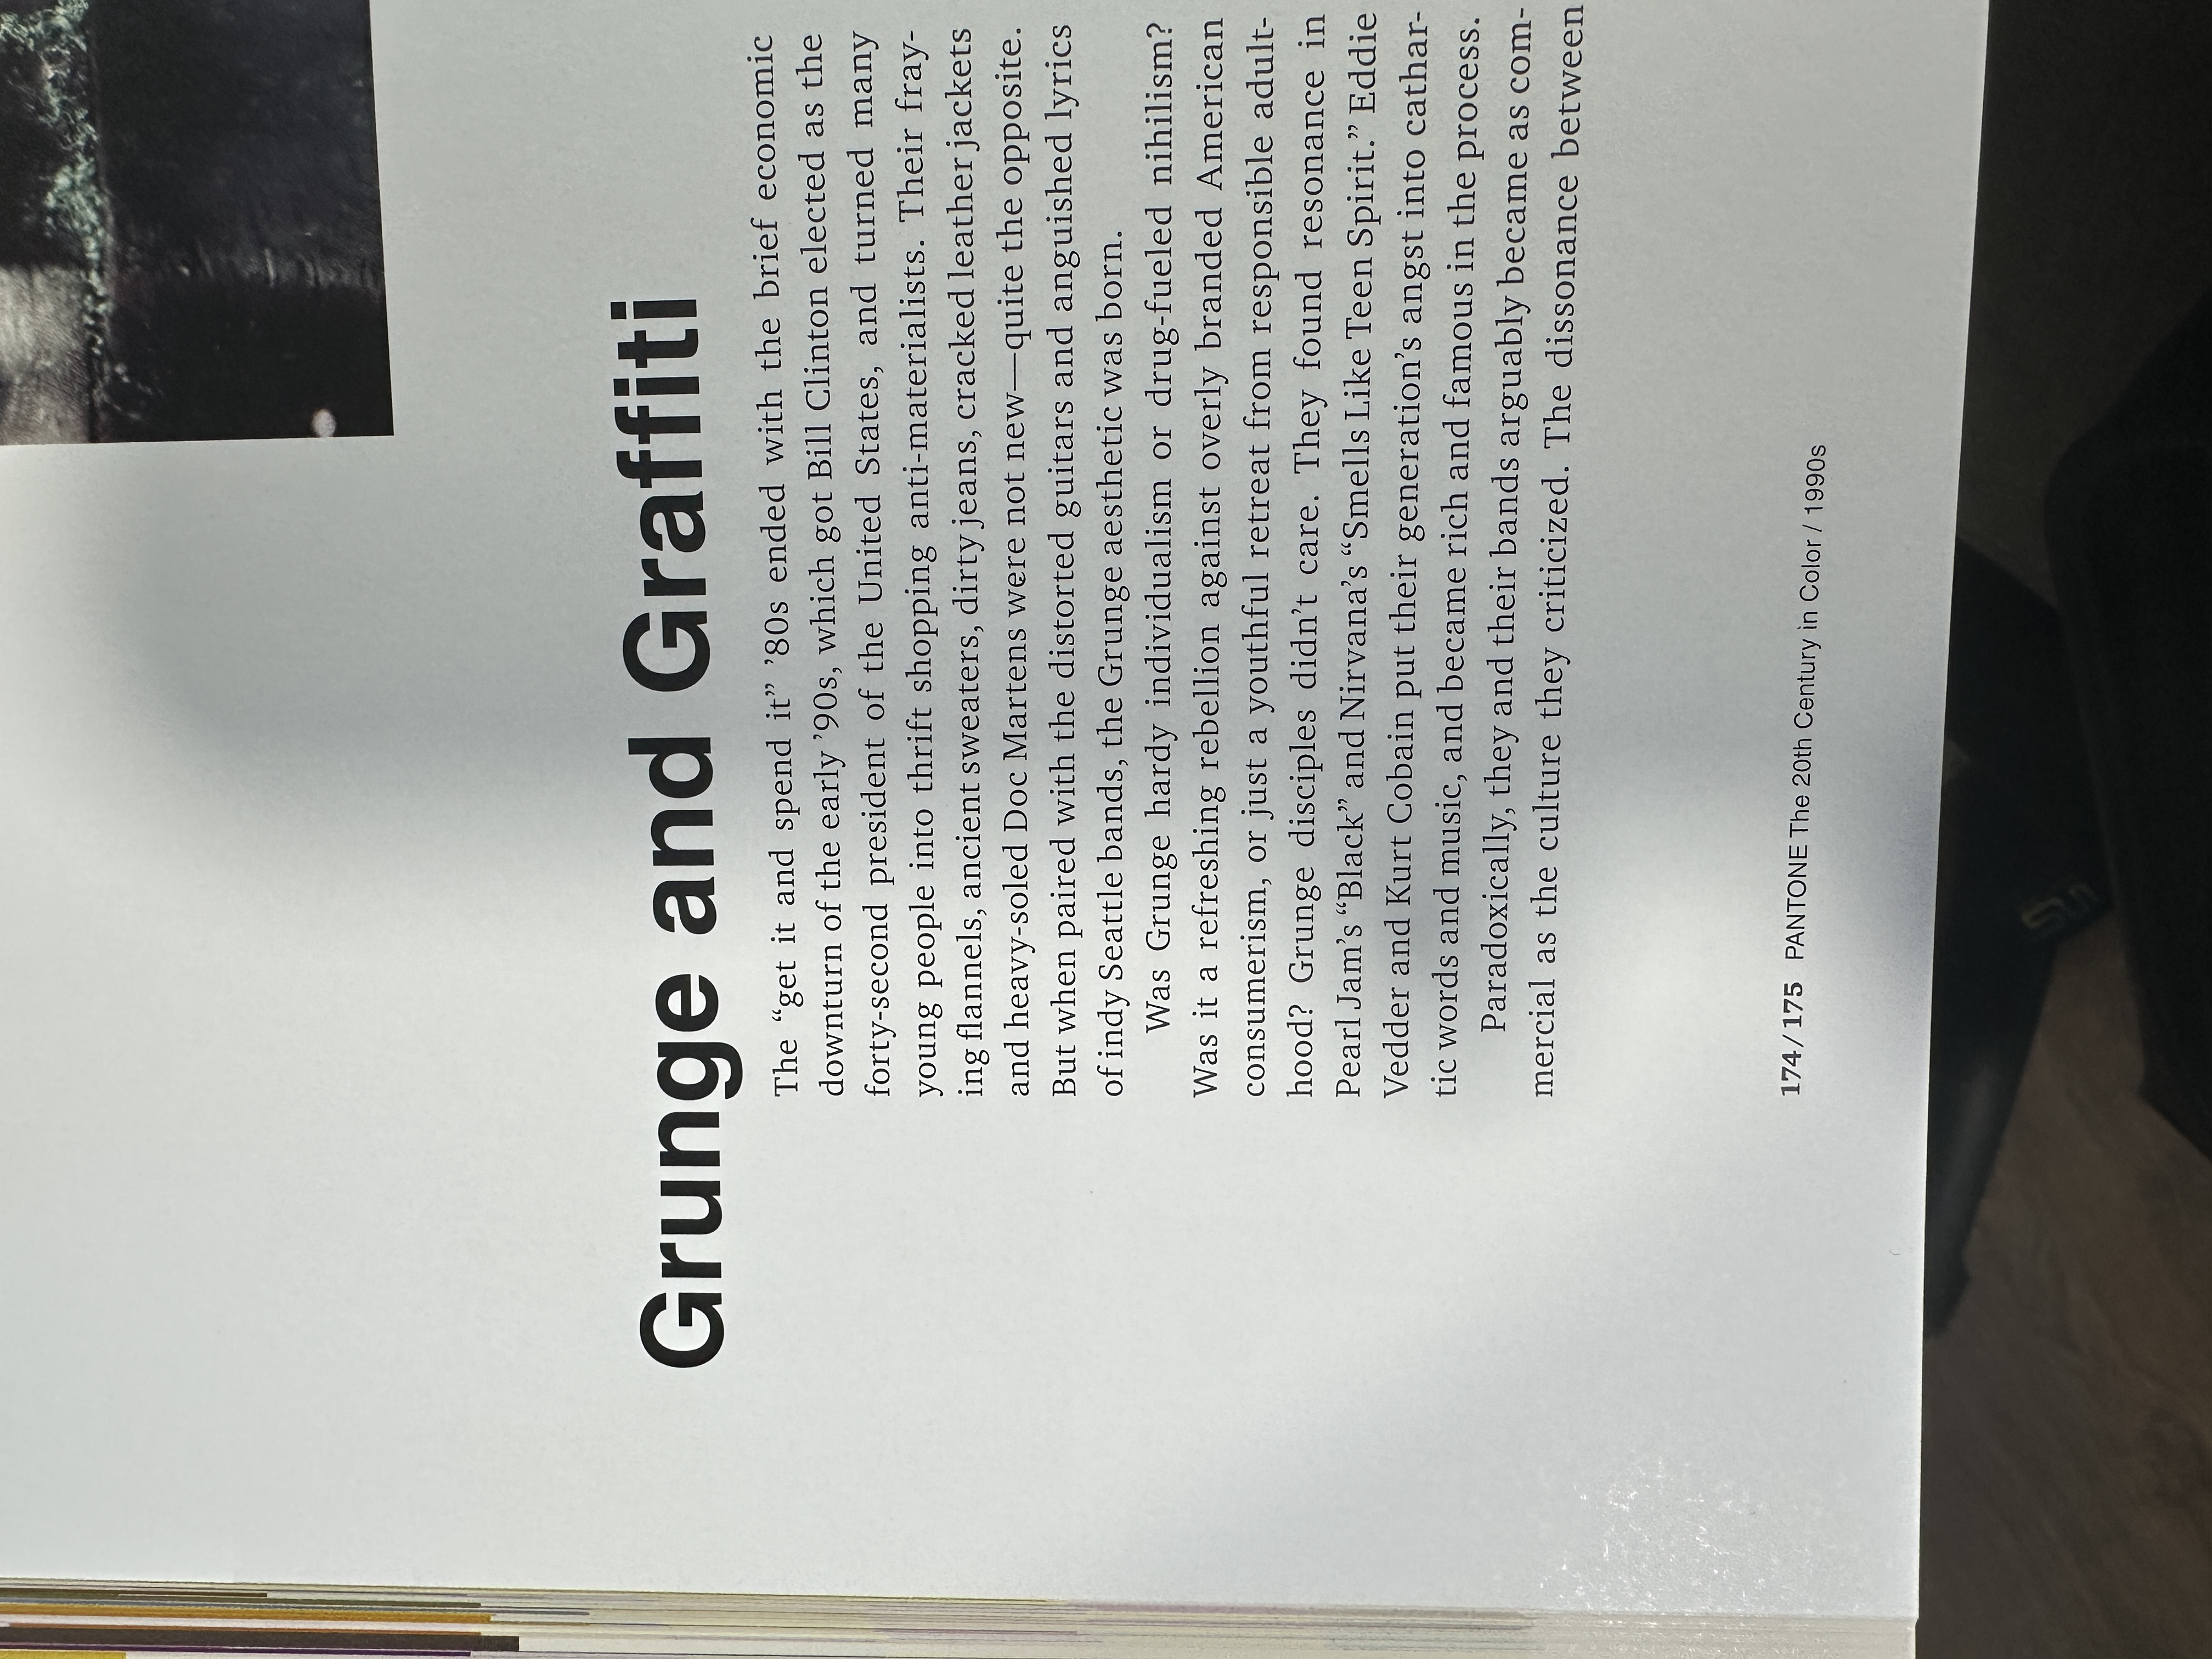 Grunge and Graffiti
The “get it and spend it” ’80s ended with the brief economic
downturn of the early ’90s, which got Bill Clinton elected as the
forty-second president of the United States, and turned many
young people into thrift shopping anti-materialists. Their fray-
ing flannels, ancient sweaters, dirty jeans, cracked leather jackets
and heavy-soled Doc Martens were not new—quite the opposite.
But when paired with the distorted guitars and anguished lyrics
of indy Seattle bands, the Grunge aesthetic was born.
Was Grunge hardy individualism or drug-fueled nihilism?
Was it a refreshing rebellion against overly branded American
consumerism, or just a youthful retreat from responsible adult-
hood? Grunge disciples didn’t care. They found resonance in
Pearl Jam’s “Black” and Nirvana’s “Smells Like Teen Spirit.” Eddie
Vedder and Kurt Cobain put their generation’s angst into cathar-
tic words and music, and became rich and famous in the process.
Paradoxically, they and their bands arguably became as com-
mercial as the culture they criticized. The dissonance between
174/175 PANTONE The 20th Century in Color / 1990s